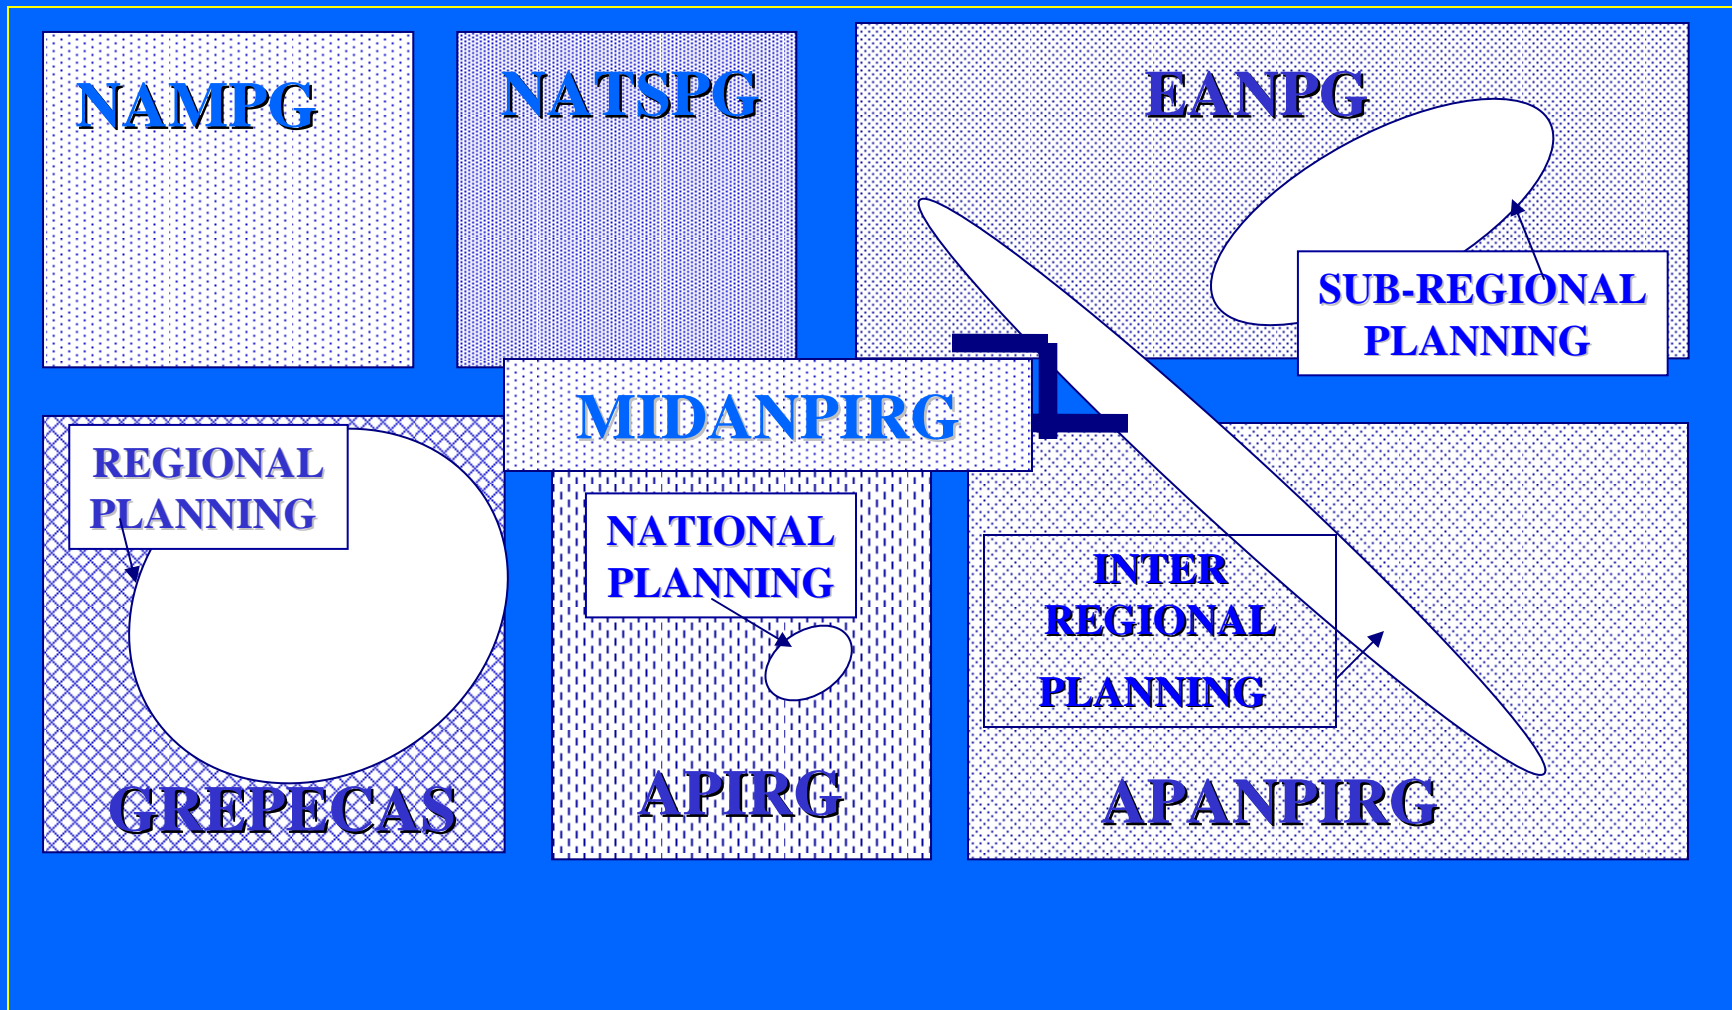 NAMPG
NATSPG
EANPG
SUB-REGIONAL
PLANNING
MIDANPIRG
REGIONAL
PLANNING
NATIONAL
PLANNING
INTER
REGIONAL
PLANNING
GREPECAS
APIRG
APANPIRG